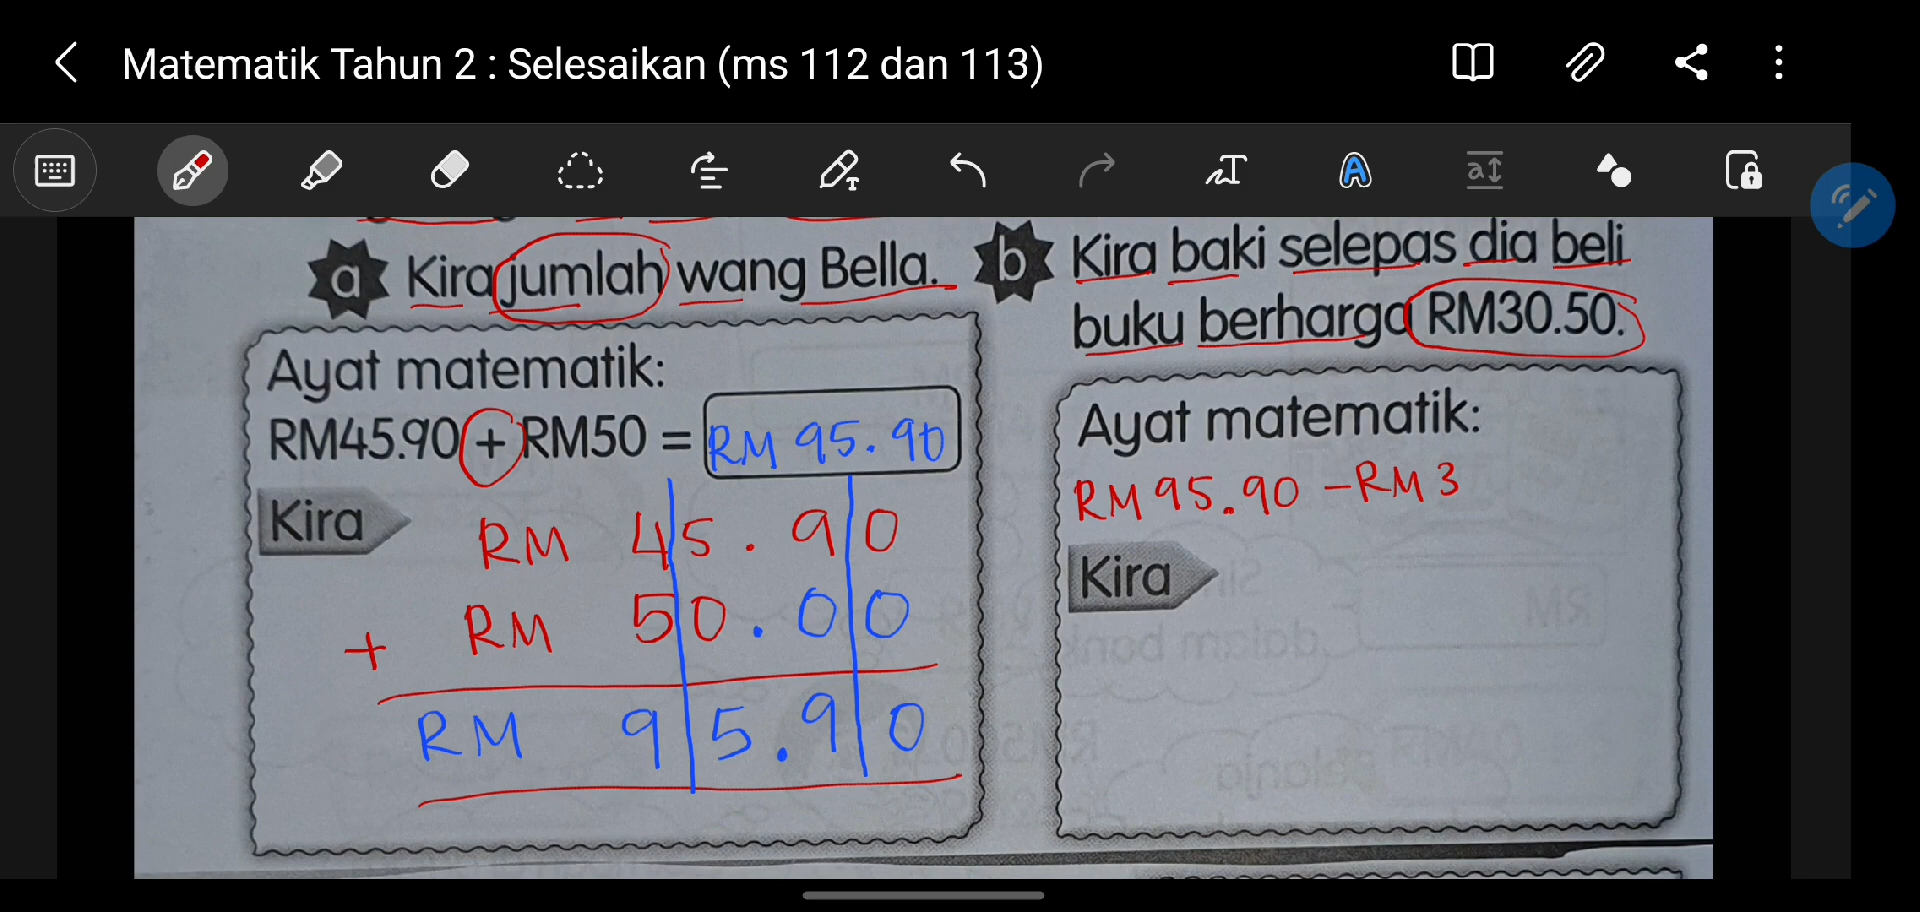 Matematik Tahun 2 : Selesaikan (ms 112 dan 113)
a Kira jumlah wang Bella.
Ayat matematik:
RM45.90 + RM50 = RM 95.90
Kira
RM 45.90
+ RM 50.00
RM 95.90
b Kira baki selepas dia beli
buku berharga RM30.50.
Ayat matematik:
RM 95.90 - RM 3
Kira